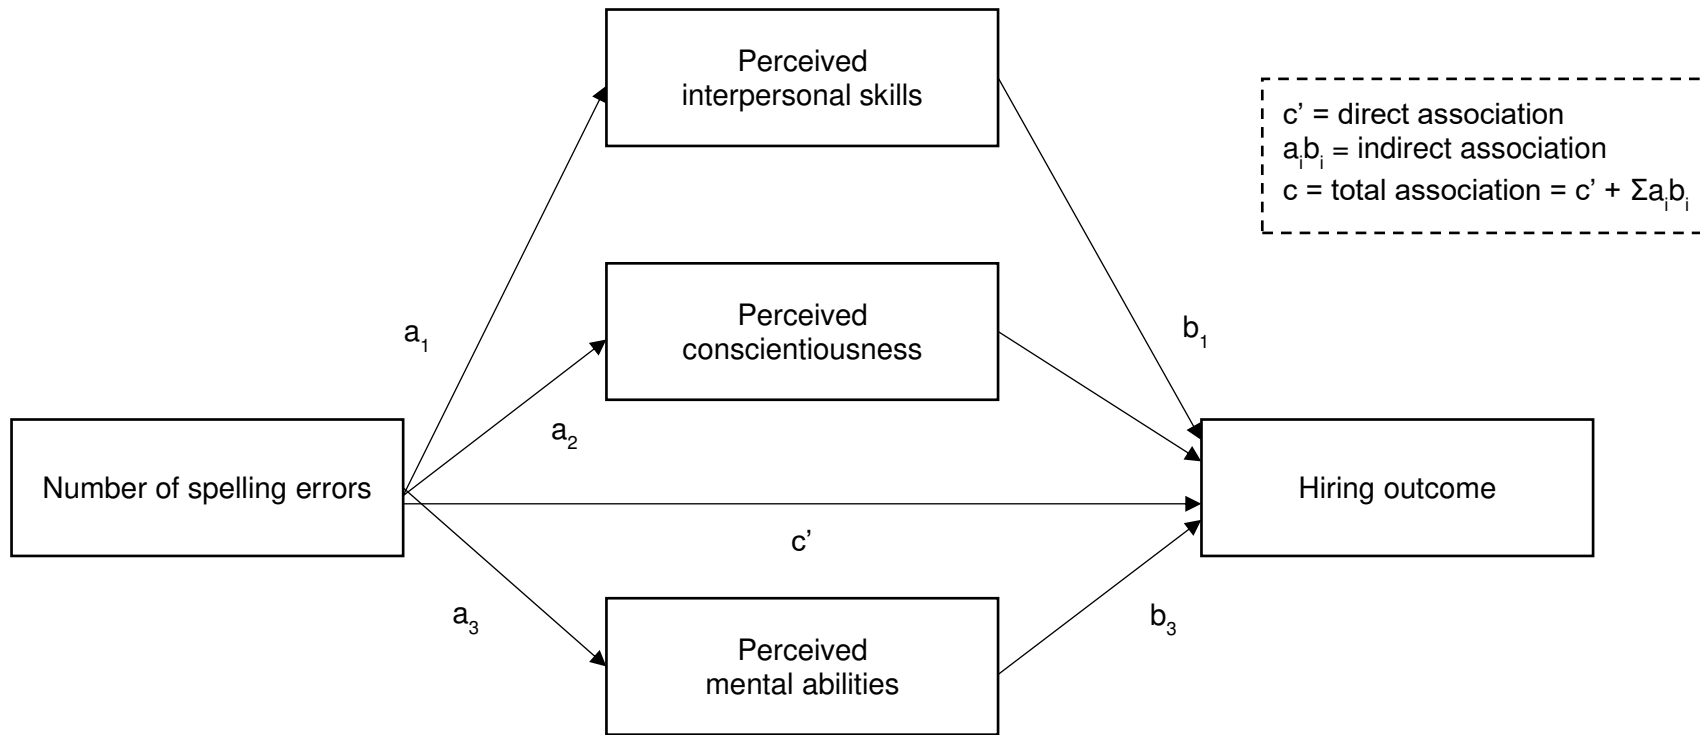 Perceived
interpersonal skills
c’ = direct association
aᵢbᵢ = indirect association
c = total association = c’ + Σaᵢbᵢ
Perceived
conscientiousness
a₁
b₁
a₂
Number of spelling errors
Hiring outcome
c’
a₃
b₃
Perceived
mental abilities